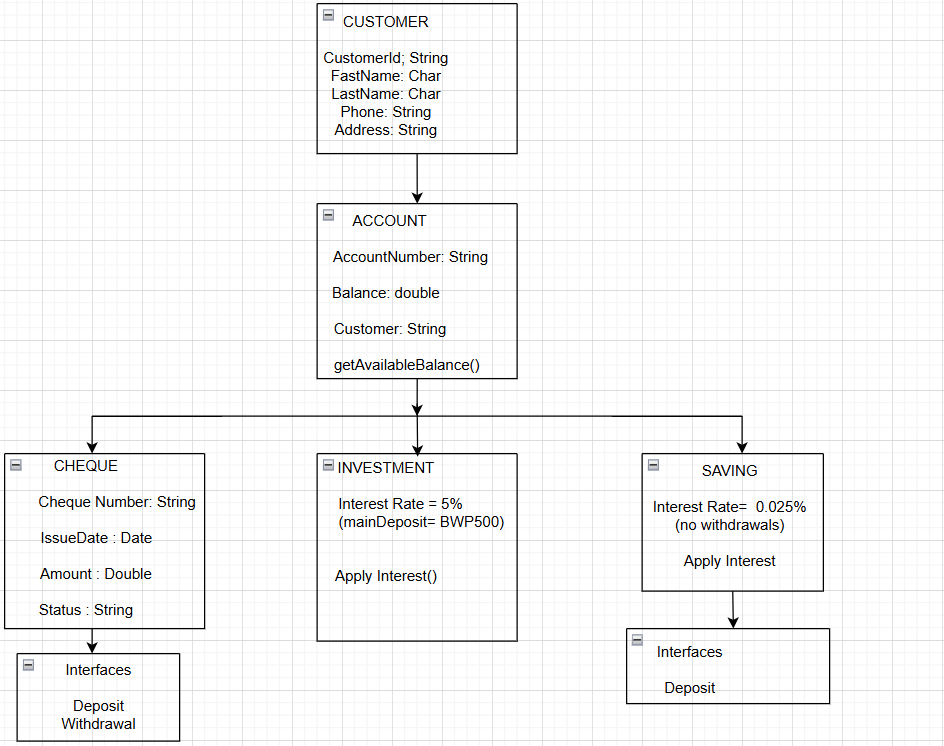 CUSTOMER
CustomerId; String
FastName: Char
LastName: Char
Phone: String
Address: String
ACCOUNT
AccountNumber: String
Balance: double
Customer: String
getAvailableBalance()
CHEQUE
Cheque Number: String
IssueDate : Date
Amount : Double
Status : String
Interfaces
Deposit
Withdrawal
INVESTMENT
Interest Rate = 5%
(mainDeposit= BWP500)
Apply Interest()
SAVING
Interest Rate= 0.025%
(no withdrawals)
Apply Interest
Interfaces
Deposit